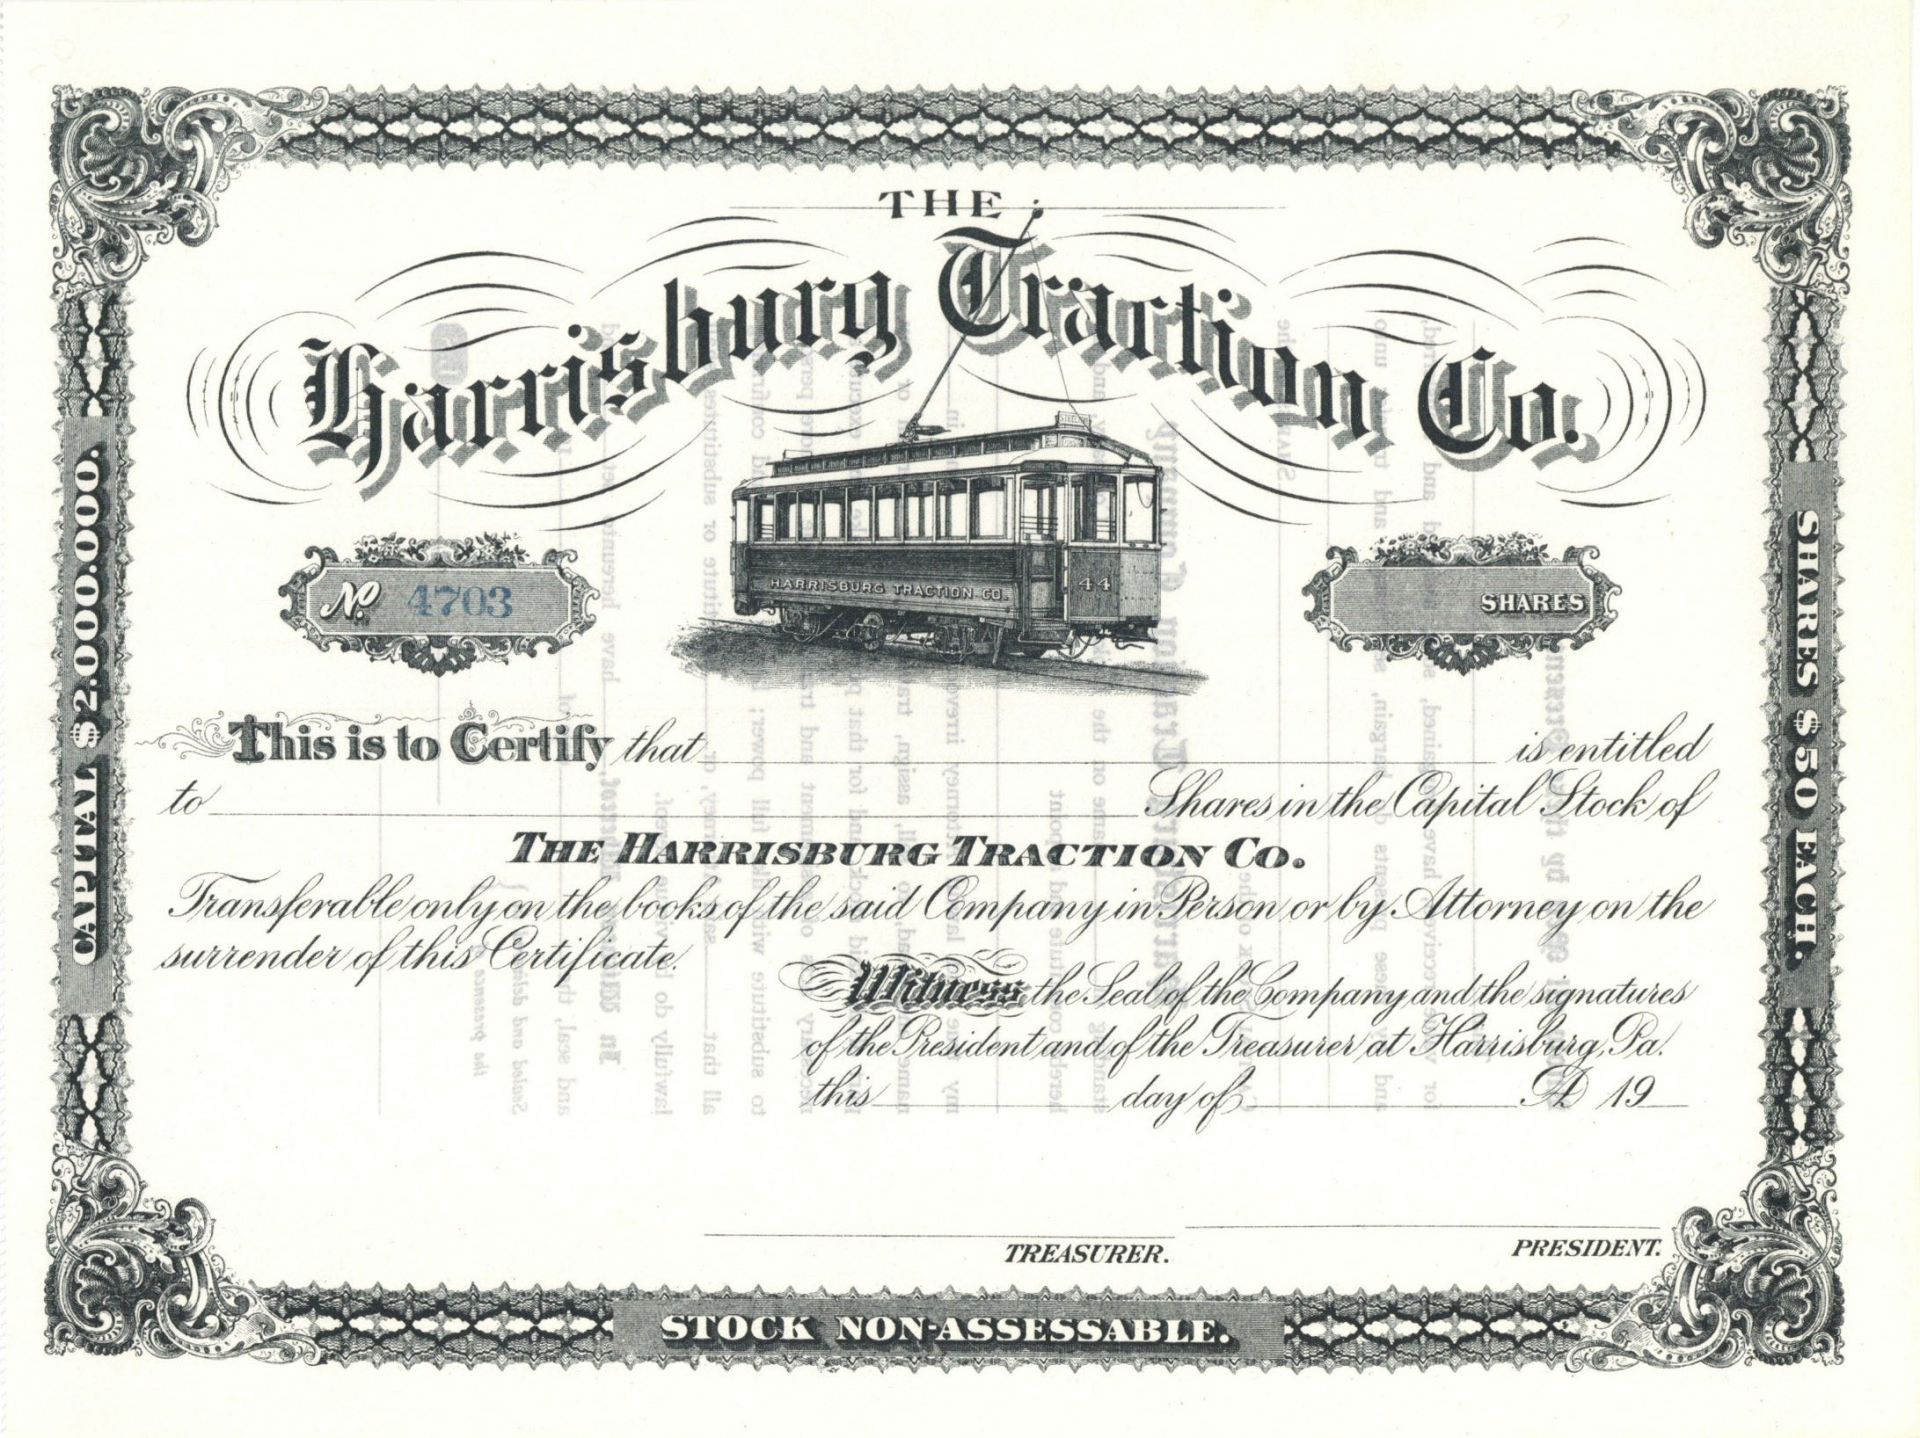 THE
Harrisburg Traction Co.
HARRISBURG TRACTION CO.
44
No. 4703
SHARES
This is to Certify that is entitled
to Shares in the Capital Stock of
THE HARRISBURG TRACTION CO.
Transferable only on the books of the said Company in Person or by Attorney on the
surrender of this Certificate.
Witness the Seal of the Company and the signatures
of the President and of the Treasurer at Harrisburg, Pa.
this day of AD 19
TREASURER.
PRESIDENT.
CAPITAL $2.000.000.
SHARES $50 EACH.
STOCK NON-ASSESSABLE.